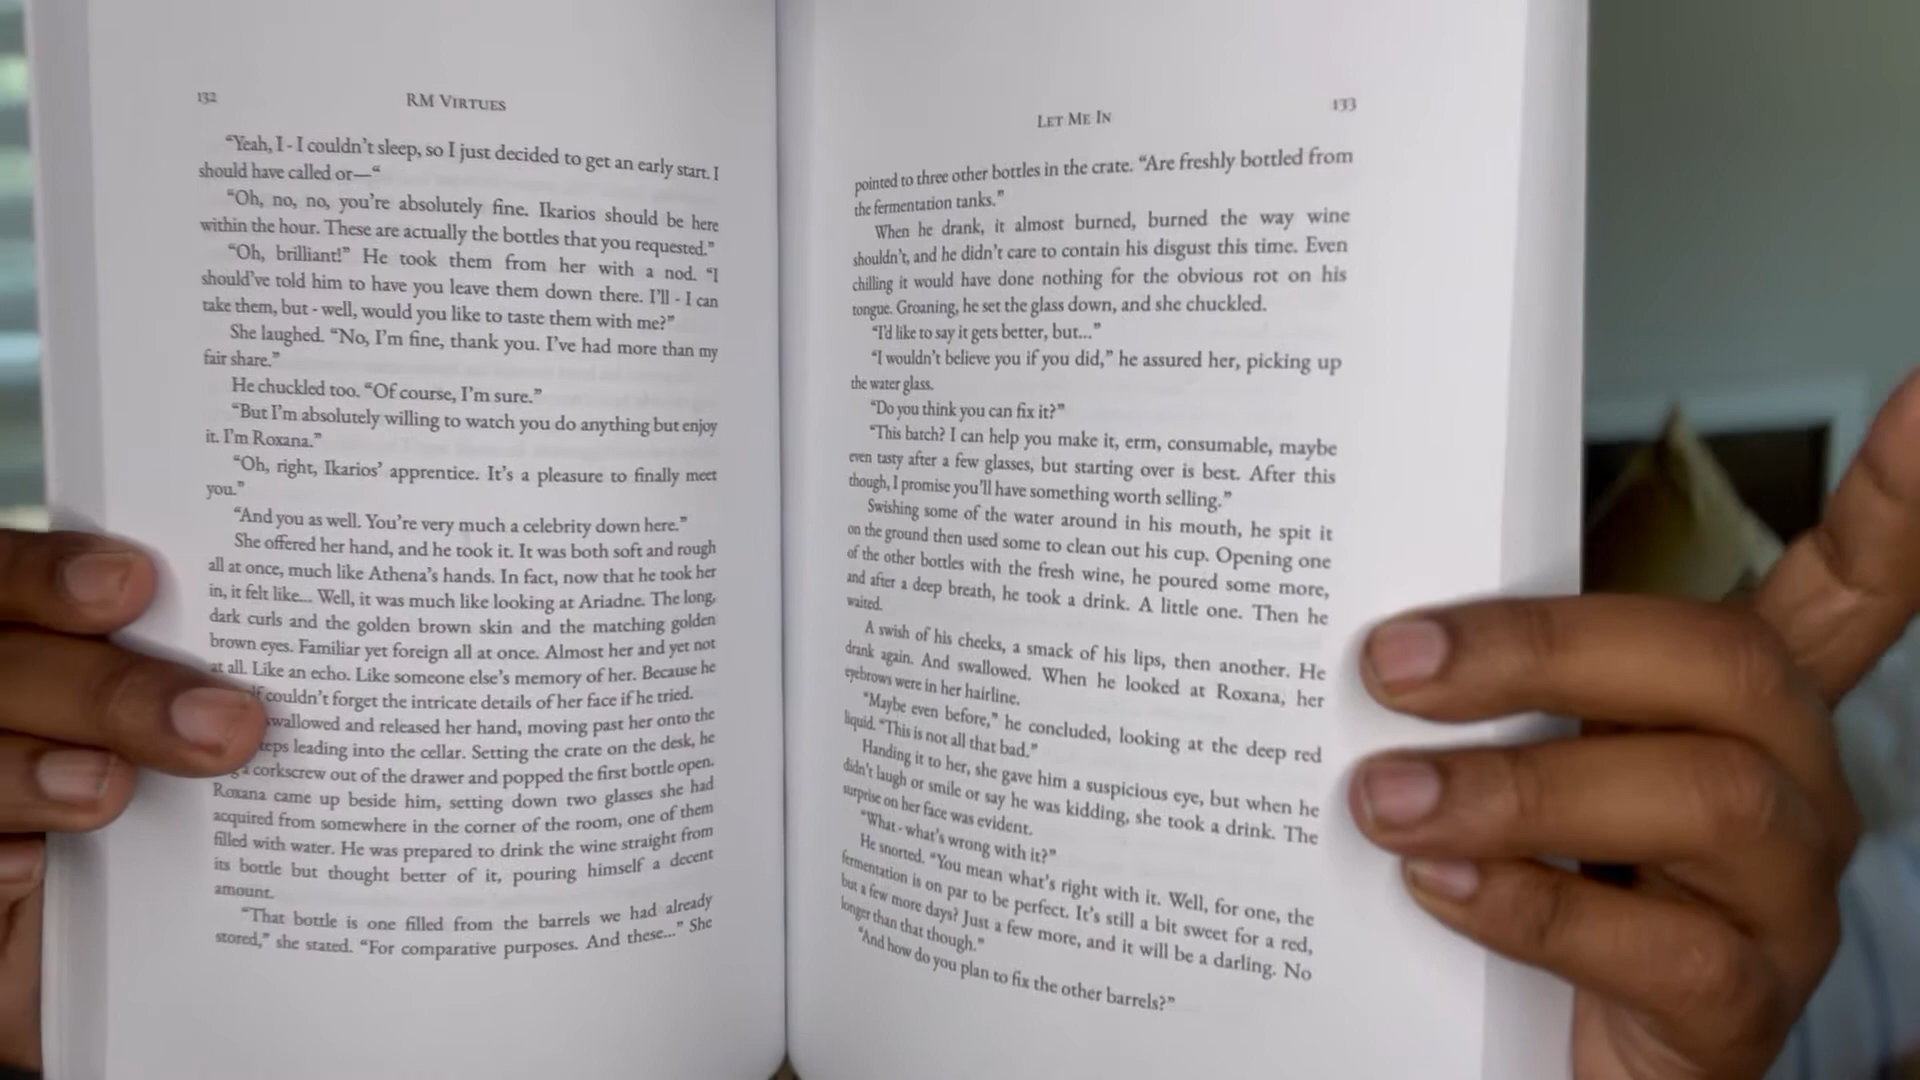 132
RM VIRTUES
“Yeah, I - I couldn’t sleep, so I just decided to get an early start. I
should have called or—“
“Oh, no, no, you’re absolutely fine. Ikarios should be here
within the hour. These are actually the bottles that you requested.”
“Oh, brilliant!” He took them from her with a nod. “I
should’ve told him to have you leave them down there. I’ll - I can
take them, but - well, would you like to taste them with me?”
She laughed. “No, I’m fine, thank you. I’ve had more than my
fair share.”
He chuckled too. “Of course, I’m sure.”
“But I’m absolutely willing to watch you do anything but enjoy
it. I’m Roxana.”
“Oh, right, Ikarios’ apprentice. It’s a pleasure to finally meet
you.”
“And you as well. You’re very much a celebrity down here.”
She offered her hand, and he took it. It was both soft and rough
all at once, much like Athena’s hands. In fact, now that he took her
in, it felt like... Well, it was much like looking at Ariadne. The long,
dark curls and the golden brown skin and the matching golden
brown eyes. Familiar yet foreign all at once. Almost her and yet not
at all. Like an echo. Like someone else’s memory of her. Because he
couldn’t forget the intricate details of her face if he tried.
swallowed and released her hand, moving past her onto the
leading into the cellar. Setting the crate on the desk, he
a corkscrew out of the drawer and popped the first bottle open.
Roxana came up beside him, setting down two glasses she had
acquired from somewhere in the corner of the room, one of them
filled with water. He was prepared to drink the wine straight from
its bottle but thought better of it, pouring himself a decent
amount.
“That bottle is one filled from the barrels we had already
stored,” she stated. “For comparative purposes. And these...” She
LET ME IN
133
pointed to three other bottles in the crate. “Are freshly bottled from
the fermentation tanks.”
When he drank, it almost burned, burned the way wine
shouldn’t, and he didn’t care to contain his disgust this time. Even
chilling it would have done nothing for the obvious rot on his
tongue. Groaning, he set the glass down, and she chuckled.
“I’d like to say it gets better, but...”
“I wouldn’t believe you if you did,” he assured her, picking up
the water glass.
“Do you think you can fix it?”
“This batch? I can help you make it, erm, consumable, maybe
even tasty after a few glasses, but starting over is best. After this
though, I promise you’ll have something worth selling.”
Swishing some of the water around in his mouth, he spit it
on the ground then used some to clean out his cup. Opening one
of the other bottles with the fresh wine, he poured some more,
and after a deep breath, he took a drink. A little one. Then he
waited.
A swish of his cheeks, a smack of his lips, then another. He
drank again. And swallowed. When he looked at Roxana, her
eyebrows were in her hairline.
“Maybe even before,” he concluded, looking at the deep red
liquid. “This is not all that bad.”
Handing it to her, she gave him a suspicious eye, but when he
didn’t laugh or smile or say he was kidding, she took a drink. The
surprise on her face was evident.
“What - what’s wrong with it?”
He snorted. “You mean what’s right with it. Well, for one, the
fermentation is on par to be perfect. It’s still a bit sweet for a red,
but a few more days? Just a few more, and it will be a darling. No
longer than that though.”
“And how do you plan to fix the other barrels?”